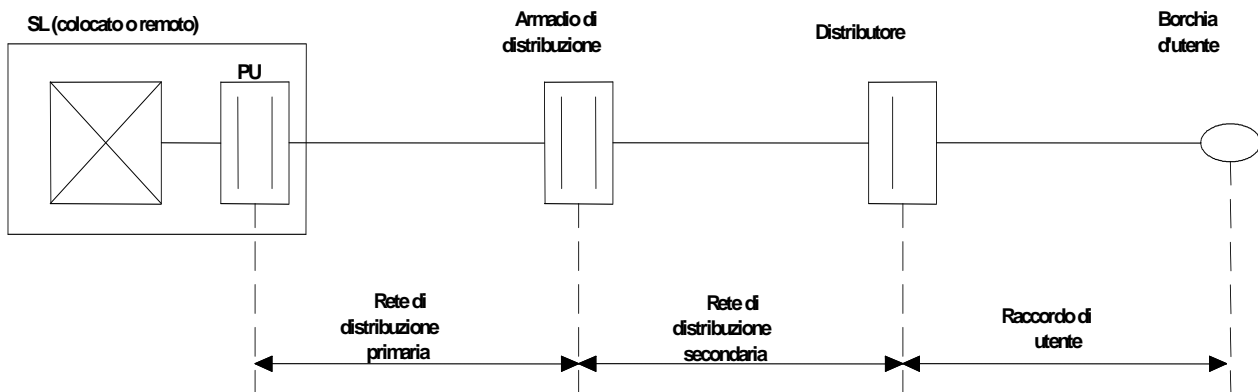 SL (colocato o remoto)
PU
Armadio di
distribuzione
Distributore
Borchia
d'utente
Rete di
distribuzione
primaria
Rete di
distribuzione
secondaria
Raccordo di
utente